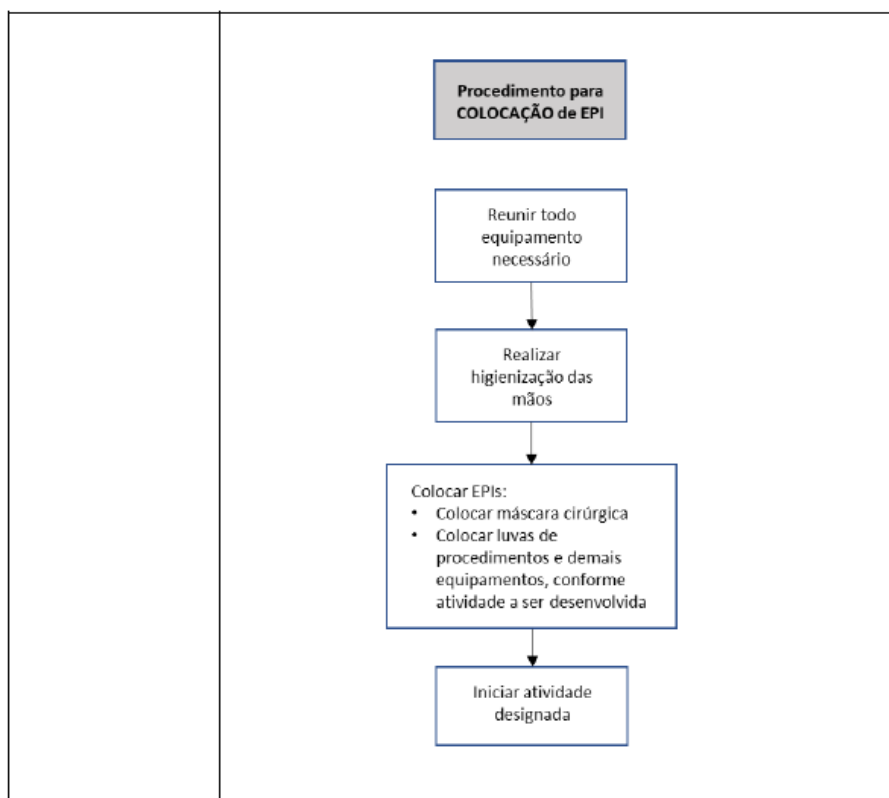 Procedimento para
COLOCAÇÃO de EPI
Reunir todo
equipamento
necessário
Realizar
higienização das
mãos
Colocar EPIs:
• Colocar máscara cirúrgica
• Colocar luvas de
procedimentos e demais
equipamentos, conforme
atividade a ser desenvolvida
Iniciar atividade
designada